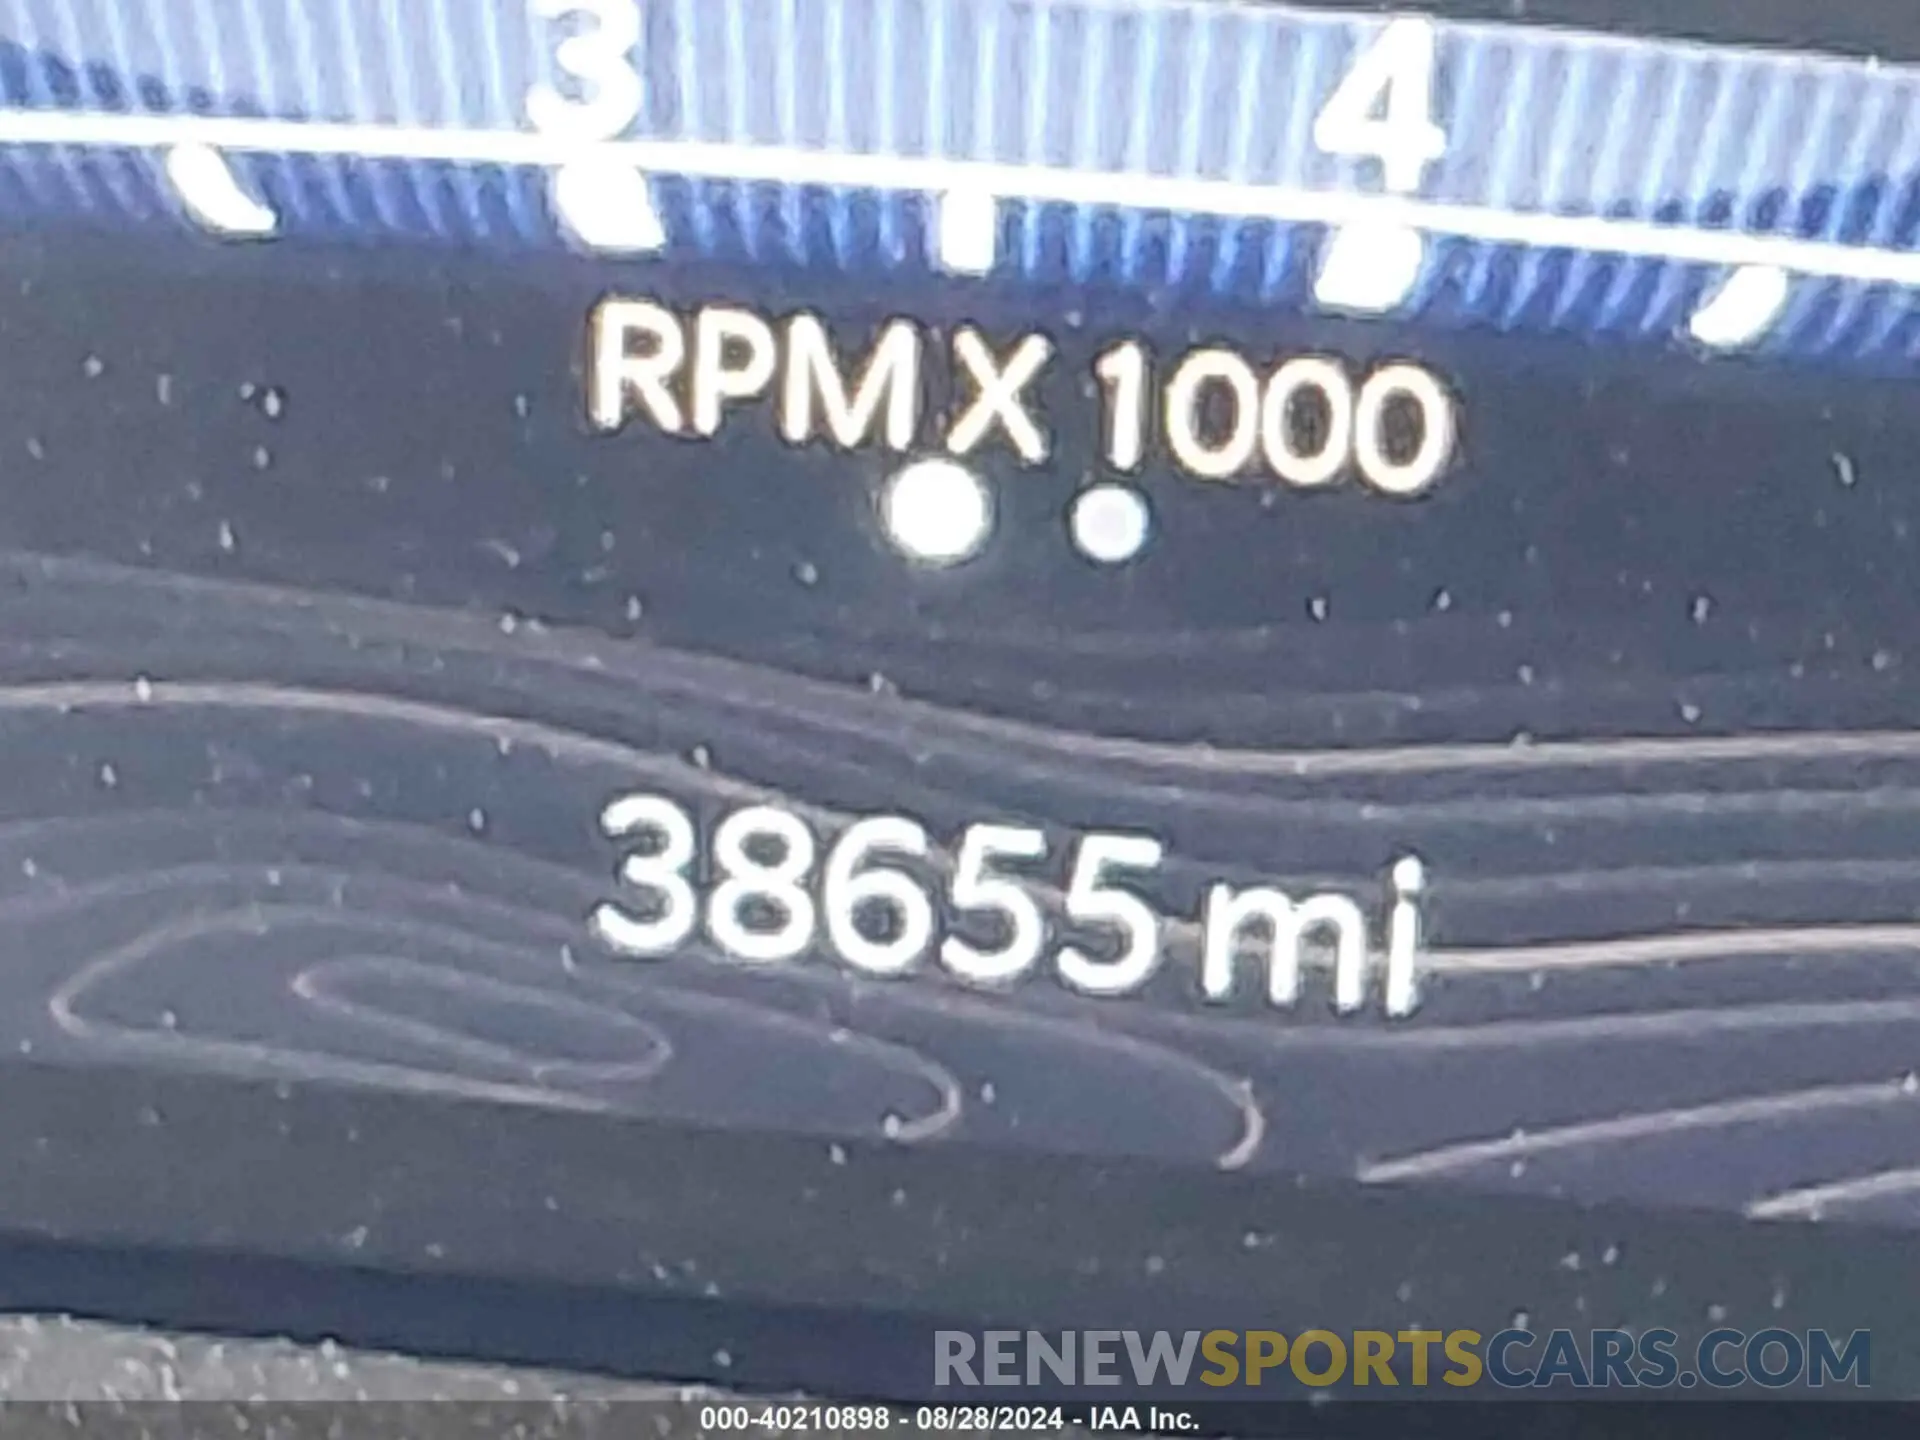 3 4
RPM X 1000
38655 mi
RENEWSPORTSCARS.COM
000-40210898 - 08/28/2024 - IAA Inc.